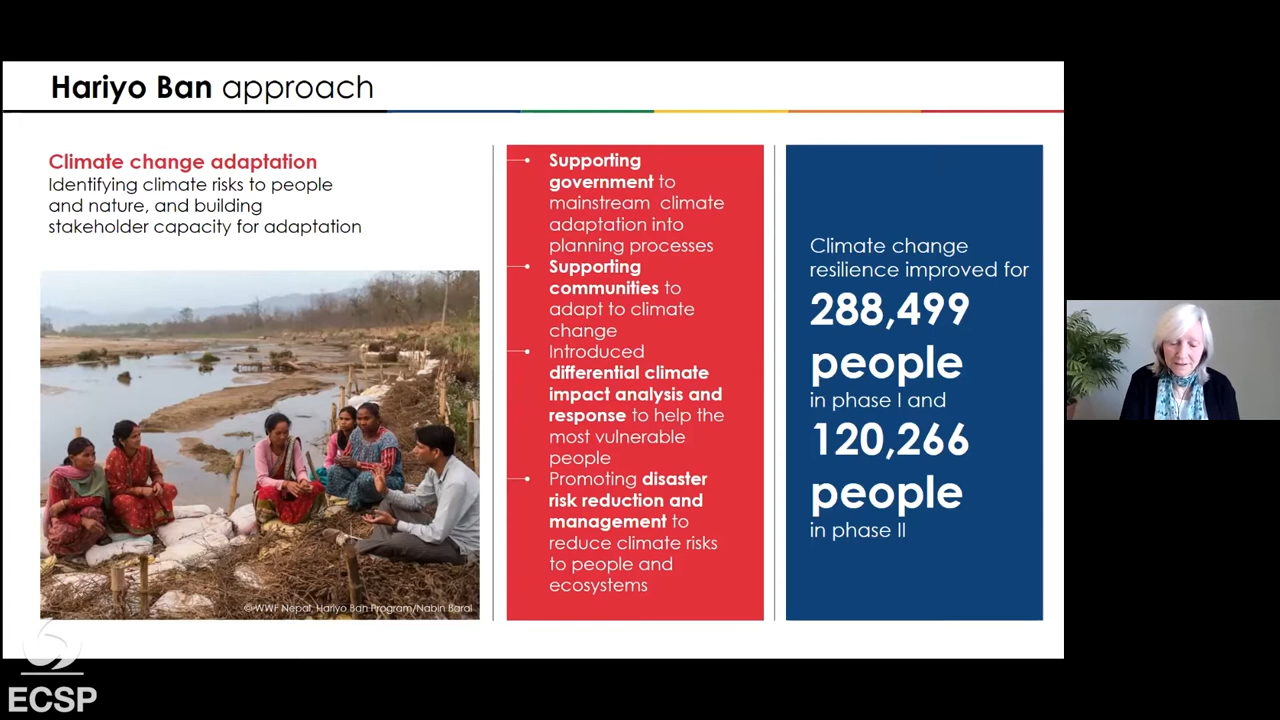 Hariyo Ban approach
Climate change adaptation
Identifying climate risks to people
and nature, and building
stakeholder capacity for adaptation
©WWF Nepal, Hariyo Ban Program/Nabin Baral
Supporting
government to
mainstream climate
adaptation into
planning processes
Supporting
communities to
adapt to climate
change
Introduced
differential climate
impact analysis and
response to help the
most vulnerable
people
Promoting disaster
risk reduction and
management to
reduce climate risks
to people and
ecosystems
Climate change
resilience improved for
288,499
people
in phase I and
120,266
people
in phase II
ECSP